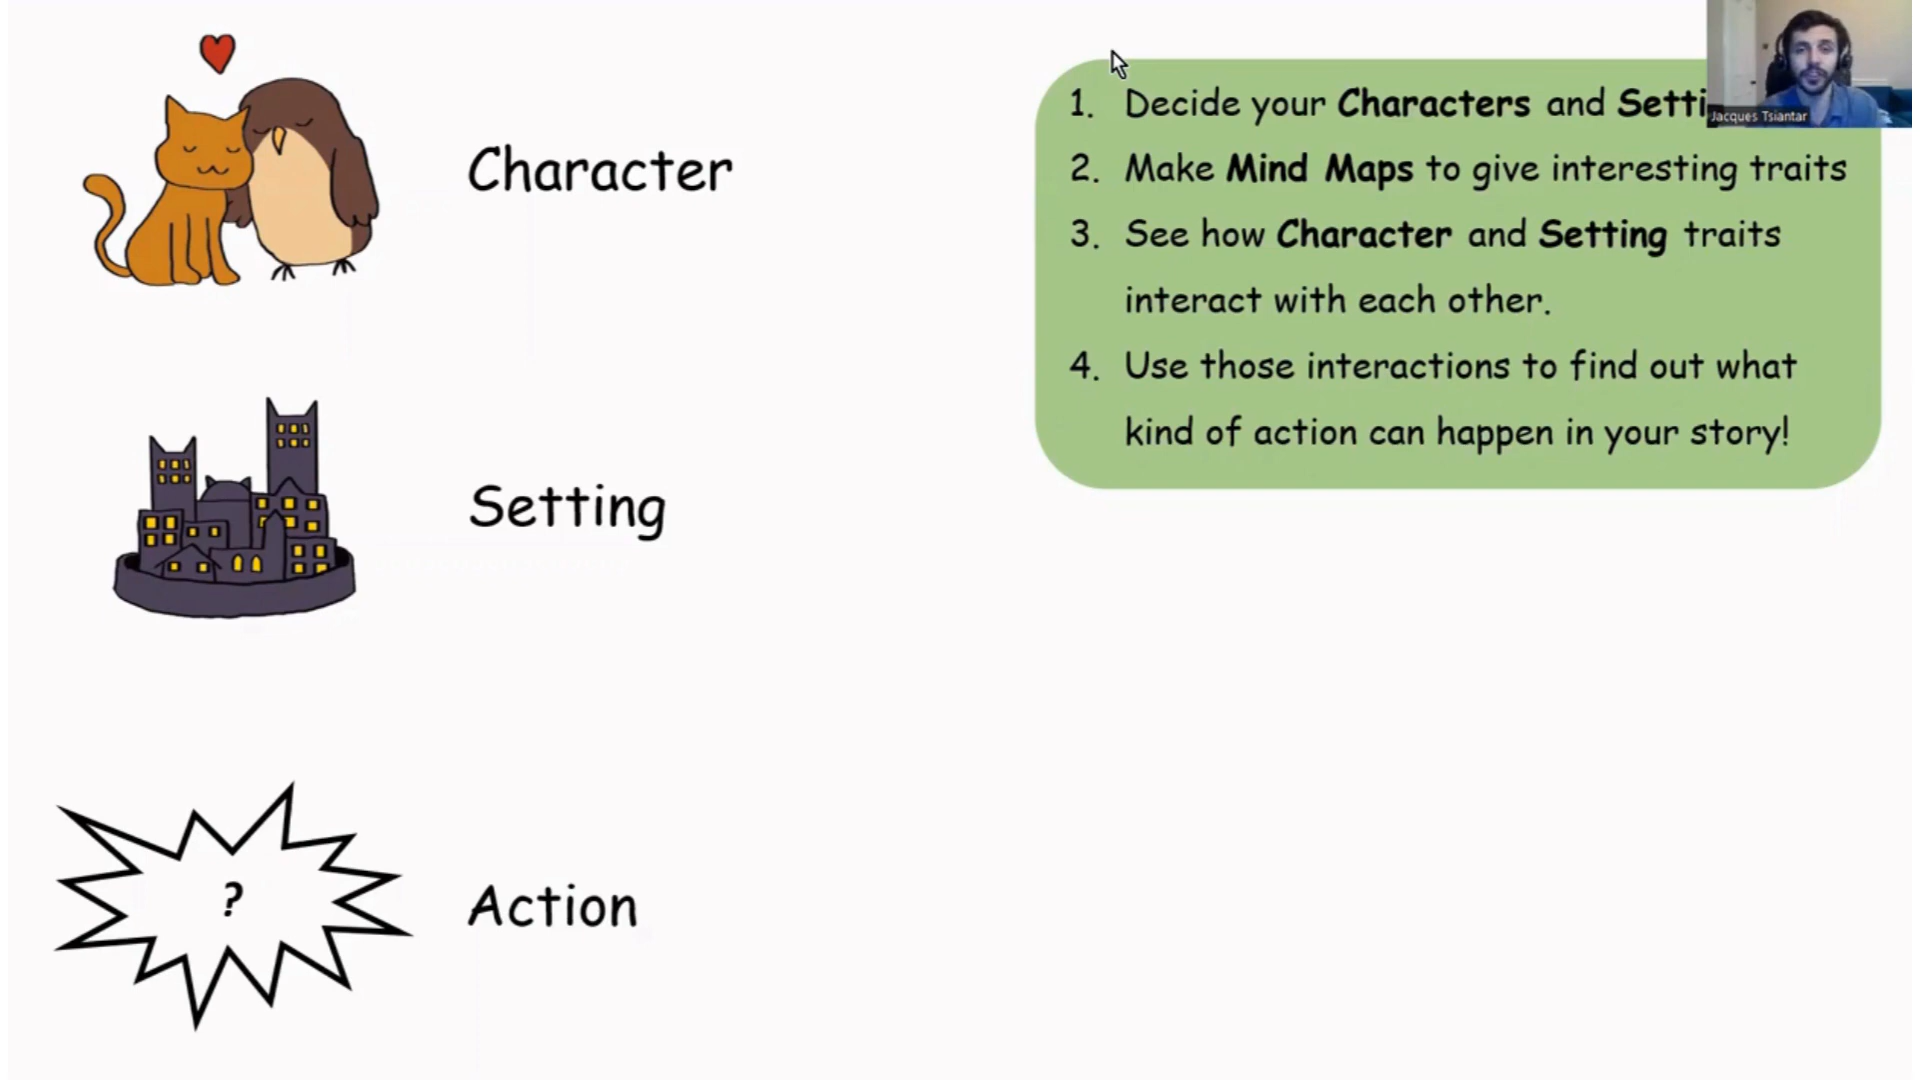 Character
Setting
?
Action
1. Decide your Characters and Setti
2. Make Mind Maps to give interesting traits
3. See how Character and Setting traits
interact with each other.
4. Use those interactions to find out what
kind of action can happen in your story!
Jacques Tsiantar